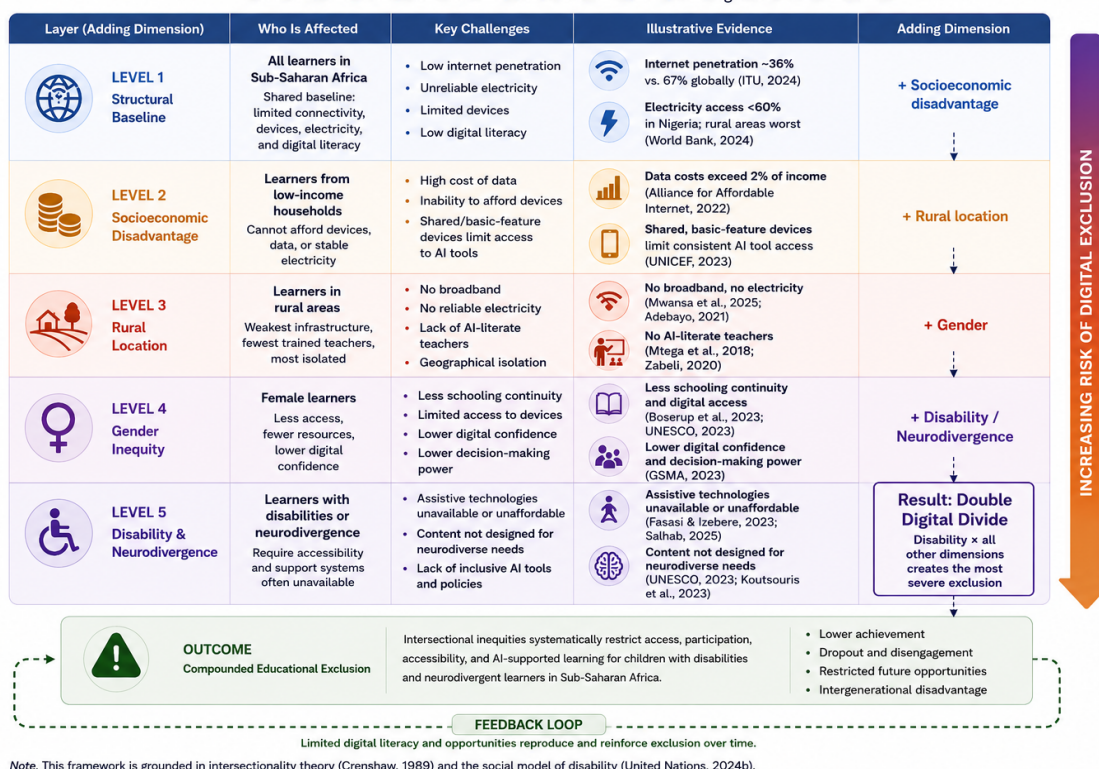 Layer (Adding Dimension)
Who Is Affected
Key Challenges
Illustrative Evidence
Adding Dimension
LEVEL 1
Structural
Baseline
All learners in
Sub-Saharan Africa
Shared baseline:
limited connectivity,
devices, electricity,
and digital literacy
• Low internet penetration
• Unreliable electricity
• Limited devices
• Low digital literacy
Internet penetration ~36%
vs. 67% globally (ITU, 2024)
Electricity access <60%
in Nigeria; rural areas worst
(World Bank, 2024)
+ Socioeconomic
disadvantage
LEVEL 2
Socioeconomic
Disadvantage
Learners from
low-income
households
Cannot afford devices,
data, or stable
electricity
• High cost of data
• Inability to afford devices
• Shared/basic-feature
devices limit access
to AI tools
Data costs exceed 2% of income
(Alliance for Affordable
Internet, 2022)
Shared, basic-feature devices
limit consistent AI tool access
(UNICEF, 2023)
+ Rural location
LEVEL 3
Rural
Location
Learners in
rural areas
Weakest infrastructure,
fewest trained teachers,
most isolated
• No broadband
• No reliable electricity
• Lack of AI-literate
teachers
• Geographical isolation
No broadband, no electricity
(Mwansa et al., 2025;
Adebayo, 2021)
No AI-literate teachers
(Mtega et al., 2018;
Zabeli, 2020)
+ Gender
LEVEL 4
Gender
Inequity
Female learners
Less access,
fewer resources,
lower digital
confidence
• Less schooling continuity
• Limited access to devices
• Lower digital confidence
• Lower decision-making
power
Less schooling continuity
and digital access
(Boserup et al., 2023;
UNESCO, 2023)
Lower digital confidence
and decision-making power
(GSMA, 2023)
+ Disability /
Neurodivergence
LEVEL 5
Disability &
Neurodivergence
Learners with
disabilities or
neurodivergence
Require accessibility
and support systems
often unavailable
• Assistive technologies
unavailable or unaffordable
• Content not designed for
neurodiverse needs
• Lack of inclusive AI tools
and policies
Assistive technologies
unavailable or unaffordable
(Fasasi & Izebere, 2023;
Salhab, 2025)
Content not designed for
neurodiverse needs
(UNESCO, 2023; Koutsouris
et al., 2023)
Result: Double
Digital Divide
Disability × all
other dimensions
creates the most
severe exclusion
INCREASING RISK OF DIGITAL EXCLUSION
OUTCOME
Compounded Educational Exclusion
Intersectional inequities systematically restrict access, participation,
accessibility, and AI-supported learning for children with disabilities
and neurodivergent learners in Sub-Saharan Africa.
• Lower achievement
• Dropout and disengagement
• Restricted future opportunities
• Intergenerational disadvantage
FEEDBACK LOOP
Limited digital literacy and opportunities reproduce and reinforce exclusion over time.
Note. This framework is grounded in intersectionality theory (Crenshaw, 1989) and the social model of disability (United Nations, 2024b).